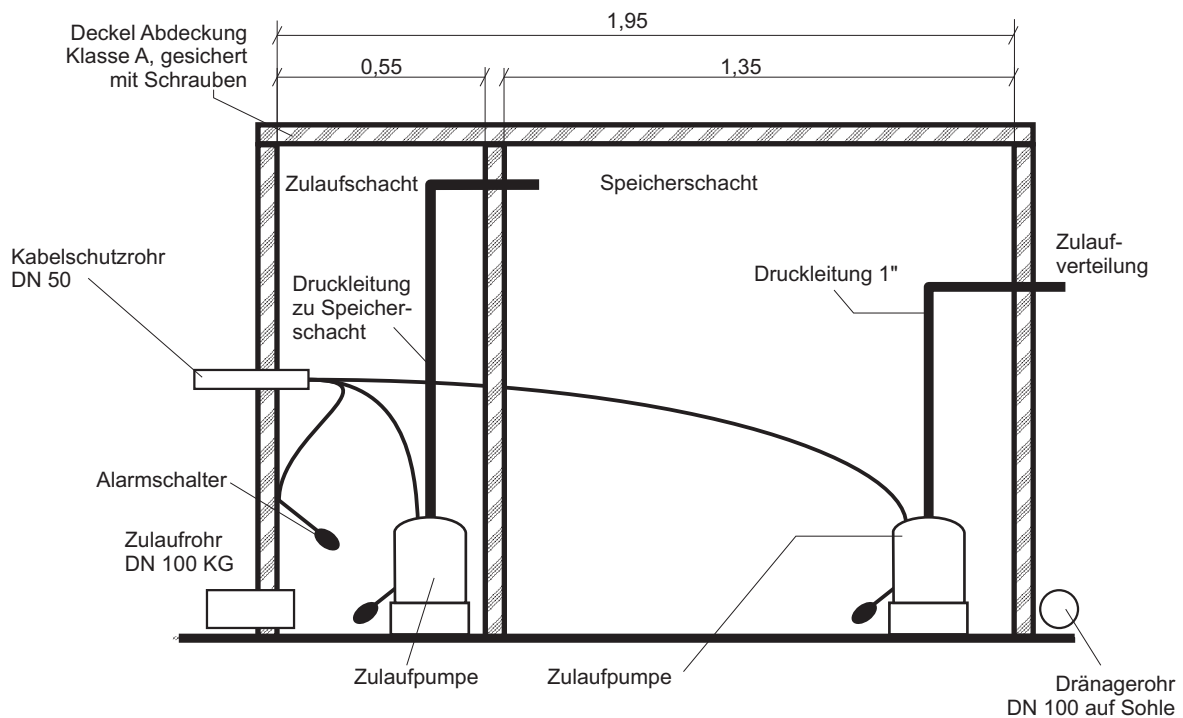 Deckel Abdeckung
Klasse A, gesichert
mit Schrauben
1,95
0,55
1,35
Zulaufschacht
Speicherschacht
Kabelschutzrohr
DN 50
Druckleitung
zu Speicher-
schacht
Druckleitung 1"
Zulauf-
verteilung
Alarmschalter
Zulaufrohr
DN 100 KG
Zulaufpumpe
Zulaufpumpe
Dränagerohr
DN 100 auf Sohle